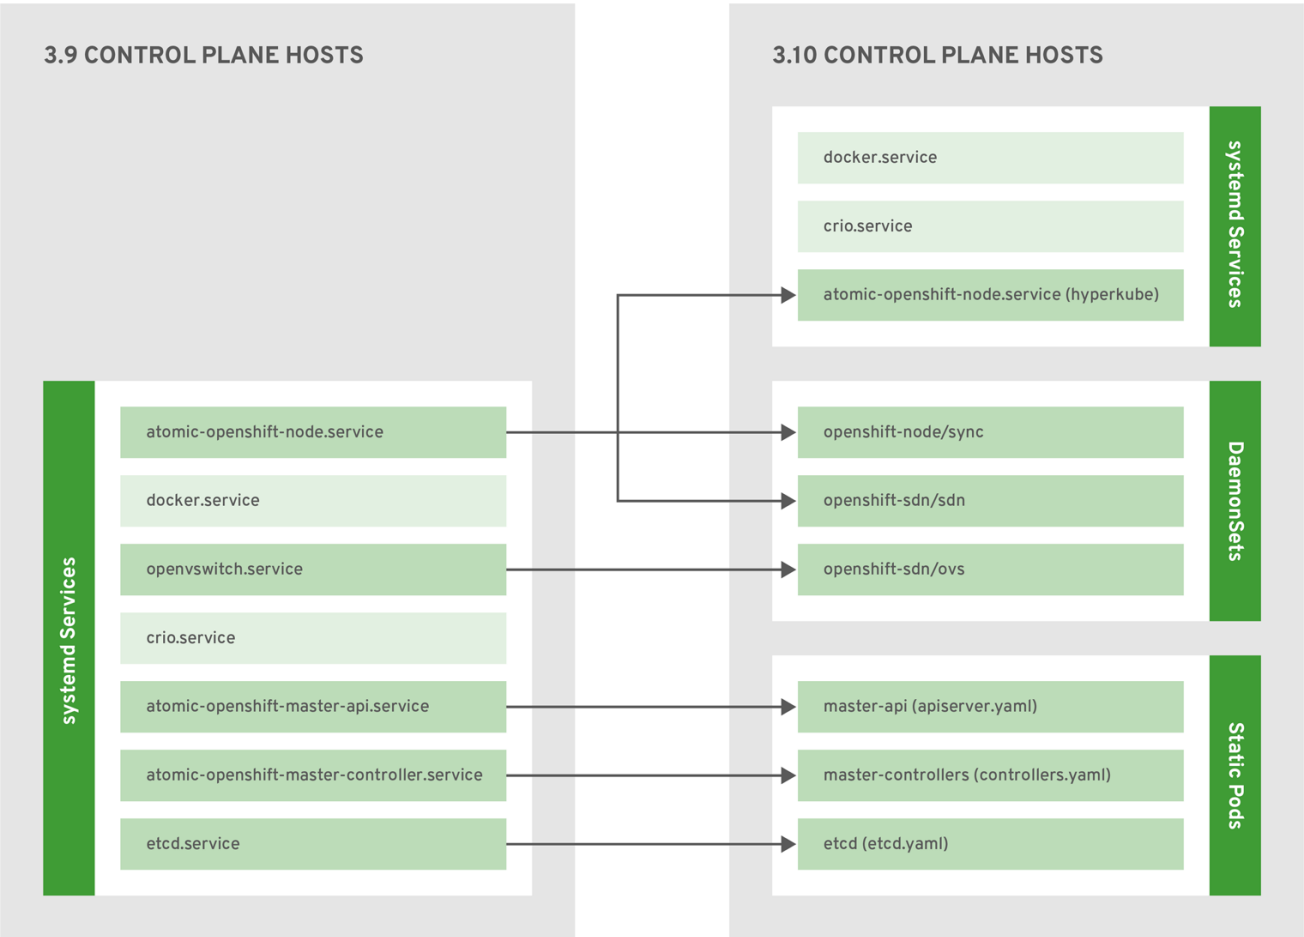 3.9 CONTROL PLANE HOSTS
systemd Services
atomic-openshift-node.service
docker.service
openvswitch.service
crio.service
atomic-openshift-master-api.service
atomic-openshift-master-controller.service
etcd.service
3.10 CONTROL PLANE HOSTS
docker.service
crio.service
atomic-openshift-node.service (hyperkube)
systemd Services
openshift-node/sync
openshift-sdn/sdn
openshift-sdn/ovs
DaemonSets
master-api (apiserver.yaml)
master-controllers (controllers.yaml)
etcd (etcd.yaml)
Static Pods